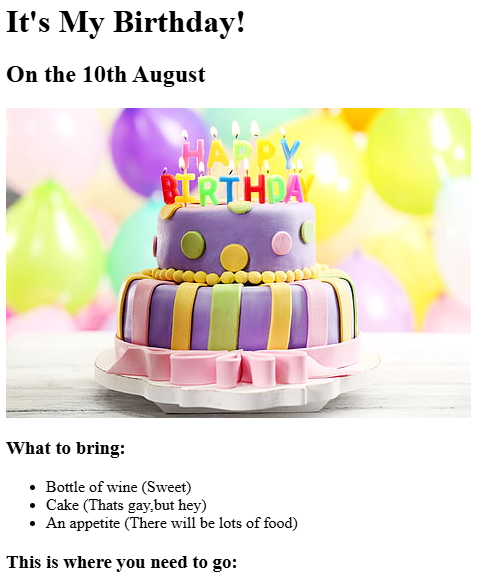 It's My Birthday!
On the 10th August
HAPPY
BIRTHDAY
What to bring:
Bottle of wine (Sweet)
Cake (Thats gay,but hey)
An appetite (There will be lots of food)
This is where you need to go: